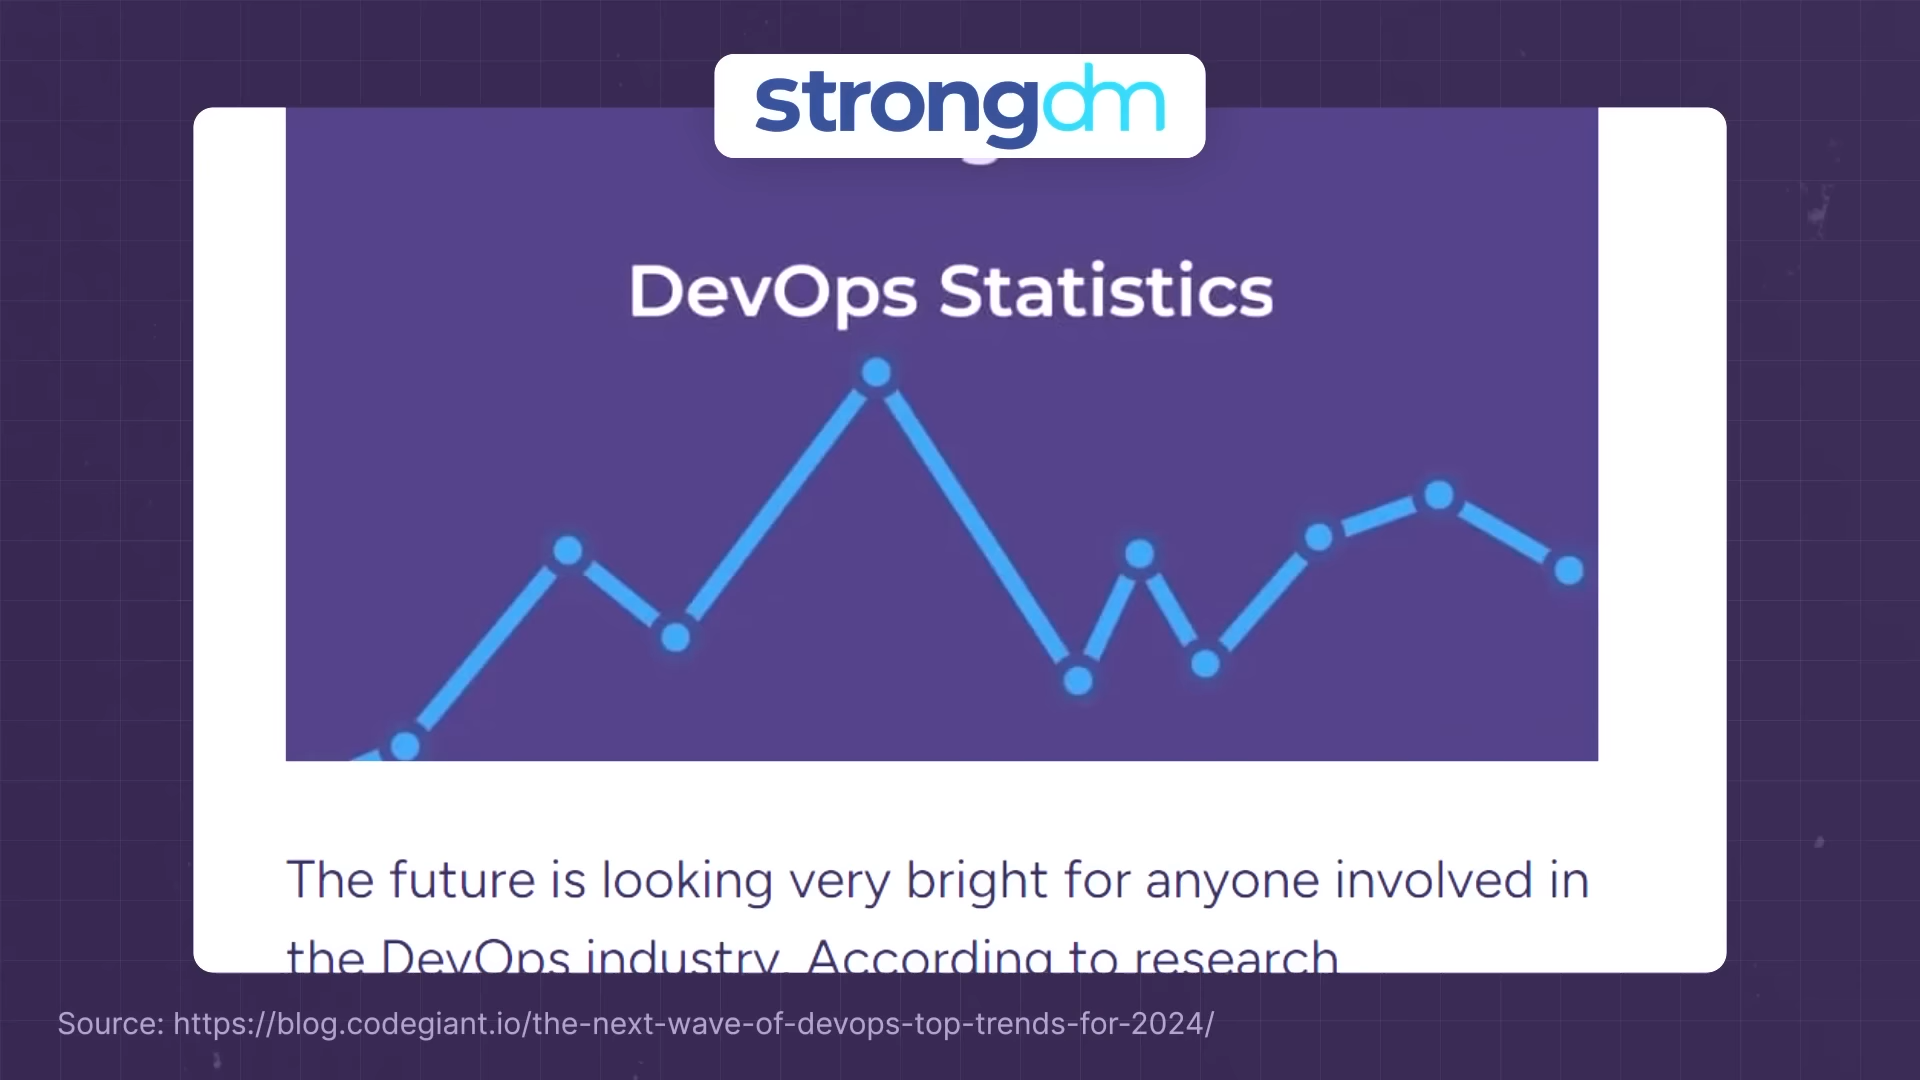 strongdm
DevOps Statistics
The future is looking very bright for anyone involved in
the DevOps industry. According to research
Source: https://blog.codegiant.io/the-next-wave-of-devops-top-trends-for-2024/